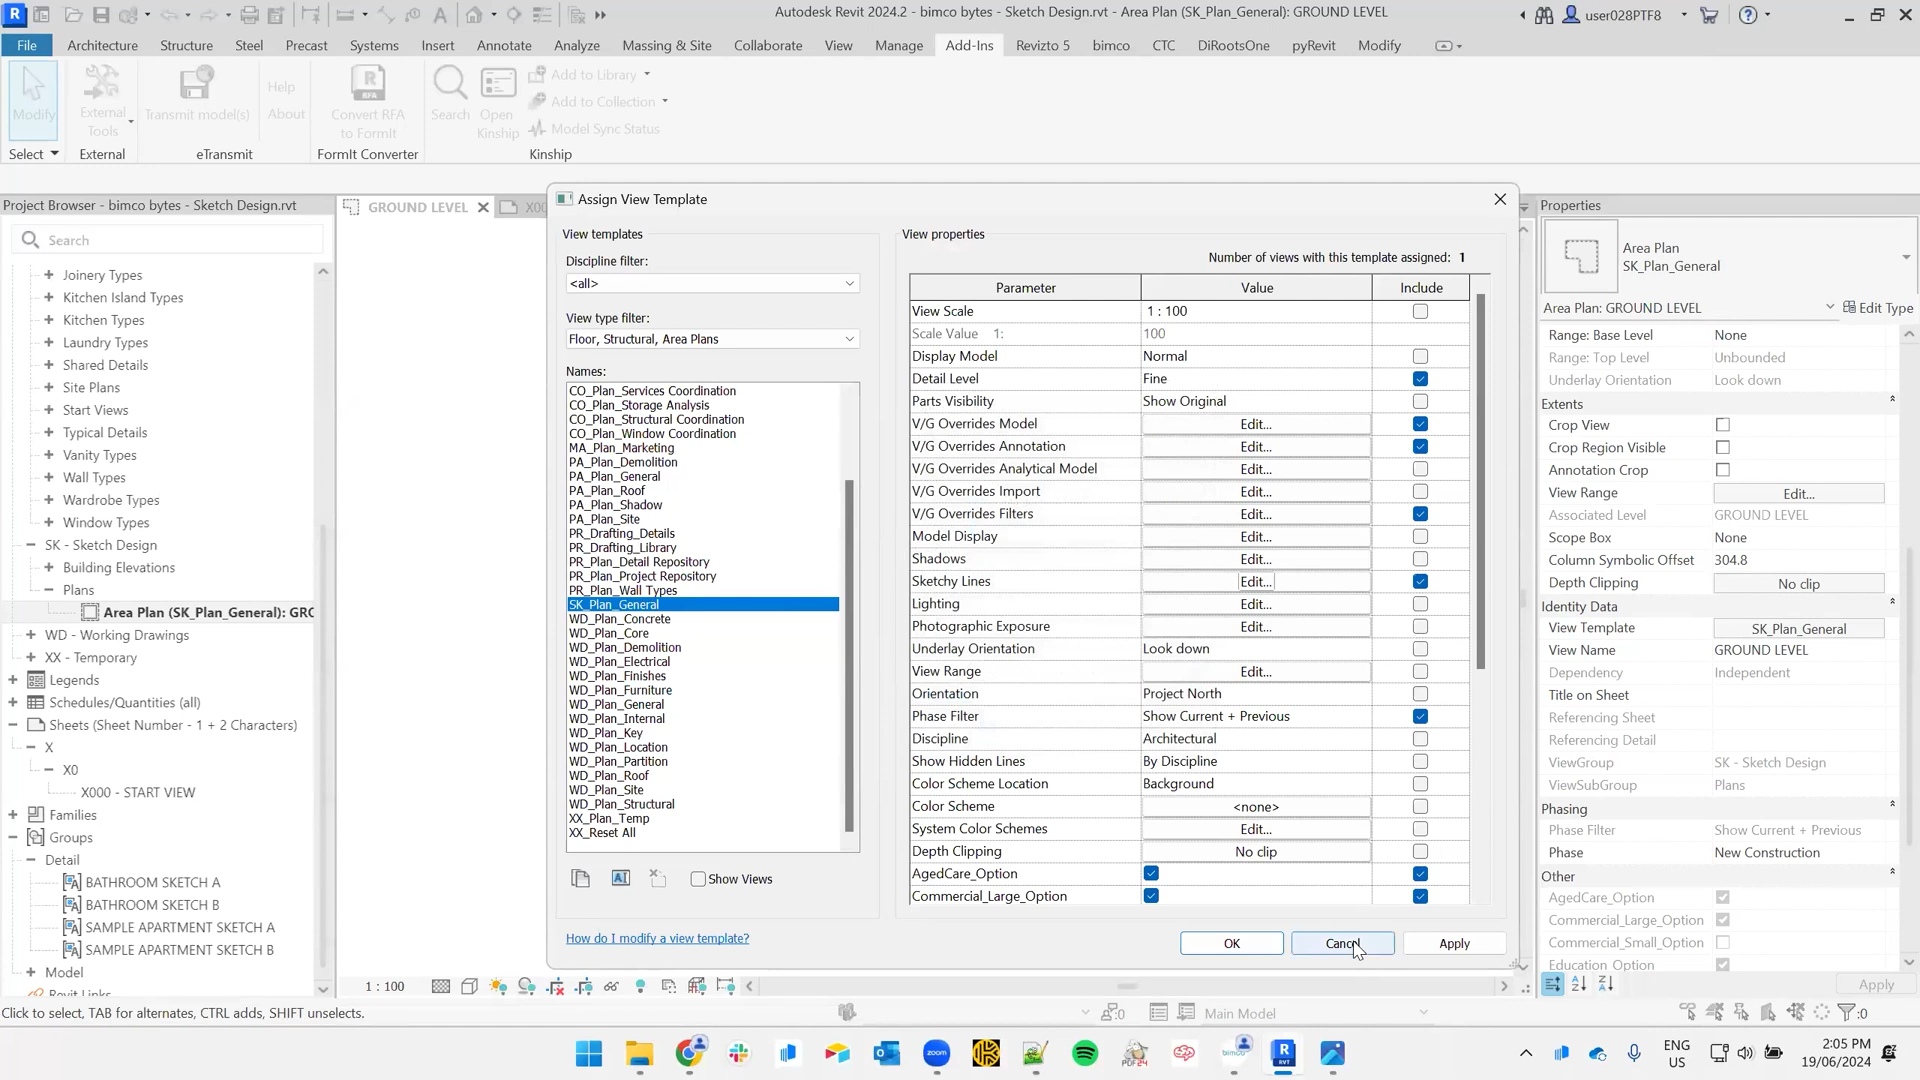 Autodesk Revit 2024.2 - bimco bytes - Sketch Design.rvt - Area Plan (SK_Plan_General): GROUND LEVEL
user028PTF8
File Architecture Structure Steel Precast Systems Insert Annotate Analyze Massing & Site Collaborate View Manage Add-Ins Revizto 5 bimco CTC DiRootsOne pyRevit Modify
Modify
External
Tools
Transmit model(s)
Help
About
Convert RFA
to FormIt
Search
Open
Kinship
Add to Library
Add to Collection
Model Sync Status
Select
External
eTransmit
FormIt Converter
Kinship
Project Browser - bimco bytes - Sketch Design.rvt
Search
Joinery Types
Kitchen Island Types
Kitchen Types
Laundry Types
Shared Details
Site Plans
Start Views
Typical Details
Vanity Types
Wall Types
Wardrobe Types
Window Types
SK - Sketch Design
Building Elevations
Plans
Area Plan (SK_Plan_General): GRO
WD - Working Drawings
XX - Temporary
Legends
Schedules/Quantities (all)
Sheets (Sheet Number - 1 + 2 Characters)
X
X0
X000 - START VIEW
Families
Groups
Detail
BATHROOM SKETCH A
BATHROOM SKETCH B
SAMPLE APARTMENT SKETCH A
SAMPLE APARTMENT SKETCH B
Model
Revit Links
GROUND LEVEL
X00
Assign View Template
View templates
Discipline filter:
<all>
View type filter:
Floor, Structural, Area Plans
Names:
CO_Plan_Services Coordination
CO_Plan_Storage Analysis
CO_Plan_Structural Coordination
CO_Plan_Window Coordination
MA_Plan_Marketing
PA_Plan_Demolition
PA_Plan_General
PA_Plan_Roof
PA_Plan_Shadow
PA_Plan_Site
PR_Drafting_Details
PR_Drafting_Library
PR_Plan_Detail Repository
PR_Plan_Project Repository
PR_Plan_Wall Types
SK_Plan_General
WD_Plan_Concrete
WD_Plan_Core
WD_Plan_Demolition
WD_Plan_Electrical
WD_Plan_Finishes
WD_Plan_Furniture
WD_Plan_General
WD_Plan_Internal
WD_Plan_Key
WD_Plan_Location
WD_Plan_Partition
WD_Plan_Roof
WD_Plan_Site
WD_Plan_Structural
XX_Plan_Temp
XX_Reset All
Show Views
How do I modify a view template?
View properties
Number of views with this template assigned: 1
Parameter Value Include
View Scale 1 : 100
Scale Value 1: 100
Display Model Normal
Detail Level Fine
Parts Visibility Show Original
V/G Overrides Model Edit...
V/G Overrides Annotation Edit...
V/G Overrides Analytical Model Edit...
V/G Overrides Import Edit...
V/G Overrides Filters Edit...
Model Display Edit...
Shadows Edit...
Sketchy Lines Edit...
Lighting Edit...
Photographic Exposure Edit...
Underlay Orientation Look down
View Range Edit...
Orientation Project North
Phase Filter Show Current + Previous
Discipline Architectural
Show Hidden Lines By Discipline
Color Scheme Location Background
Color Scheme <none>
System Color Schemes Edit...
Depth Clipping No clip
AgedCare_Option
Commercial_Large_Option
OK Cancel Apply
Properties
Area Plan
SK_Plan_General
Area Plan: GROUND LEVEL Edit Type
Range: Base Level None
Range: Top Level Unbounded
Underlay Orientation Look down
Extents
Crop View
Crop Region Visible
Annotation Crop
View Range Edit...
Associated Level GROUND LEVEL
Scope Box None
Column Symbolic Offset 304.8
Depth Clipping No clip
Identity Data
View Template SK_Plan_General
View Name GROUND LEVEL
Dependency Independent
Title on Sheet
Referencing Sheet
Referencing Detail
ViewGroup SK - Sketch Design
ViewSubGroup Plans
Phasing
Phase Filter Show Current + Previous
Phase New Construction
Other
AgedCare_Option
Commercial_Large_Option
Commercial_Small_Option
Education_Option
Apply
1 : 100
Click to select, TAB for alternates, CTRL adds, SHIFT unselects.
:0
Main Model
:0
zoom
PDF24
bimco
ENG
US
2:05 PM
19/06/2024